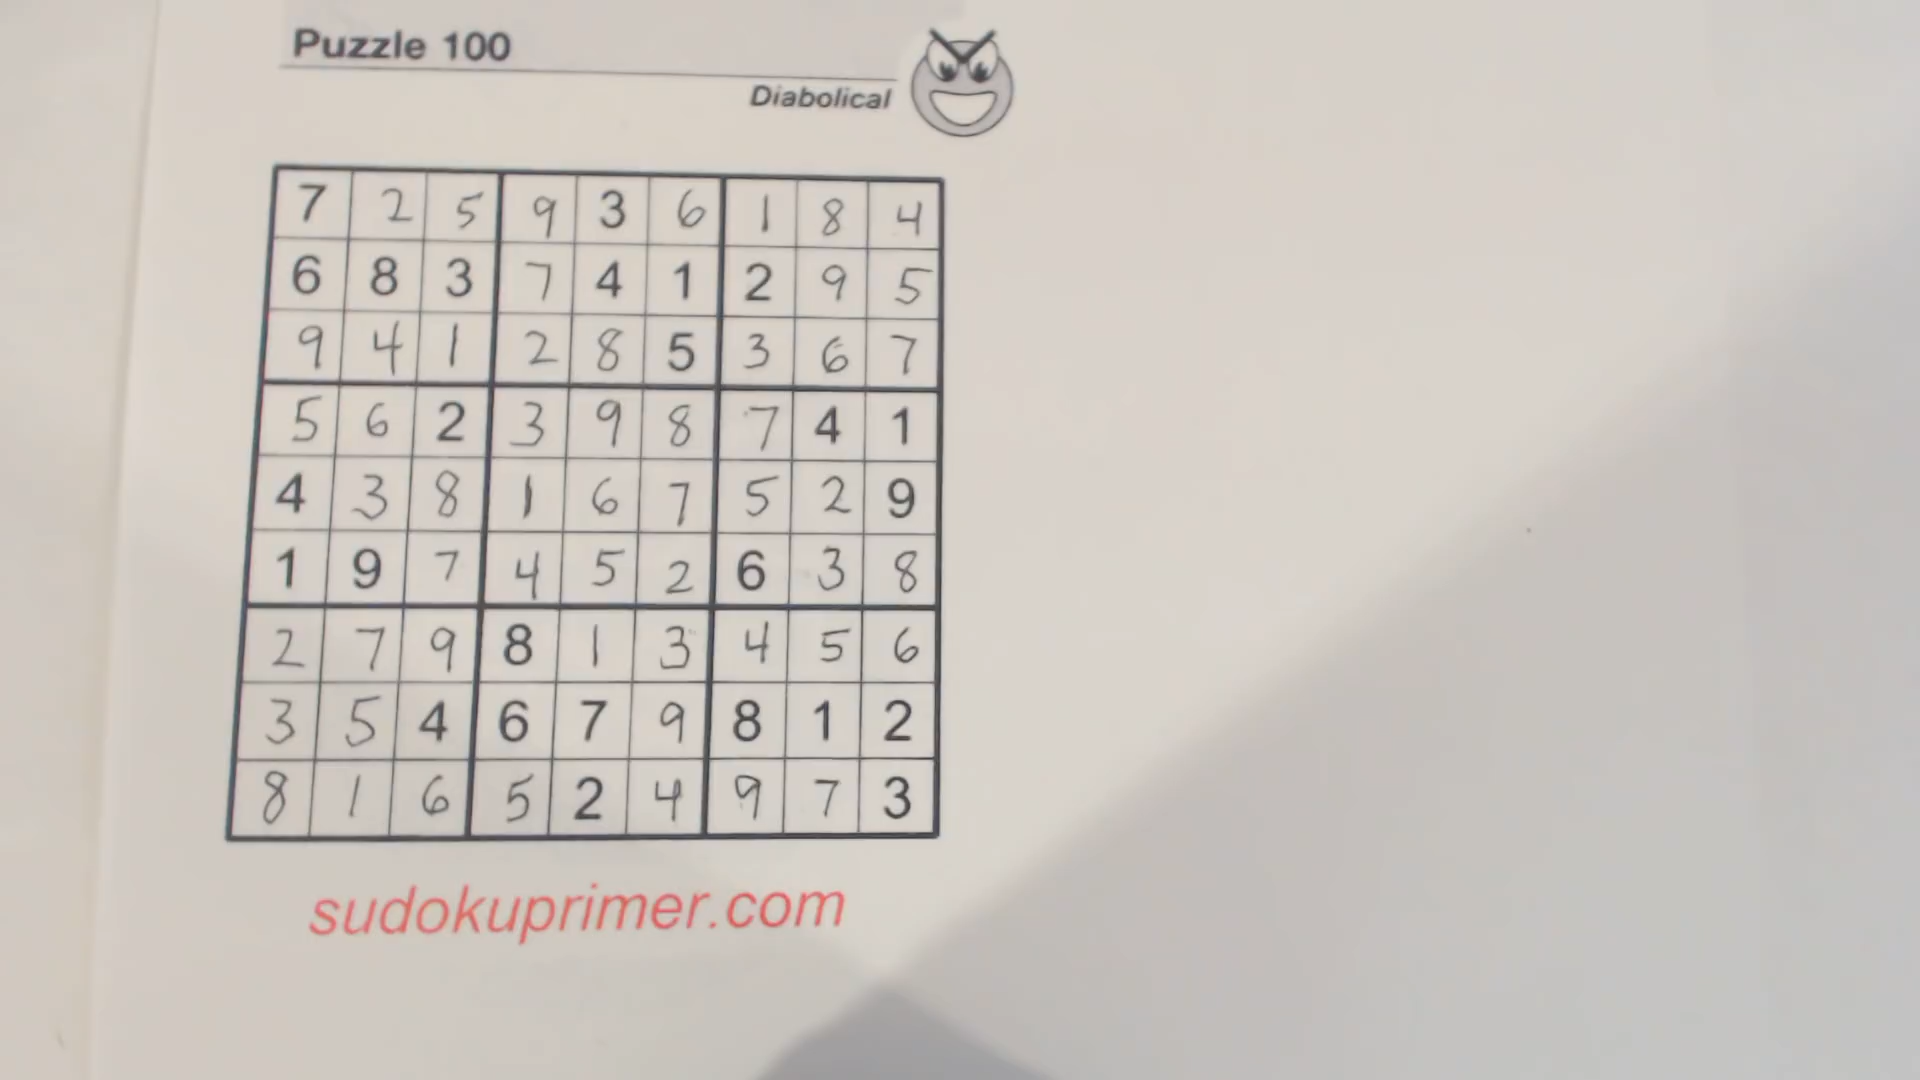 Puzzle 100
Diabolical
7 2 5 9 3 6 1 8 4
6 8 3 7 4 1 2 9 5
9 4 1 2 8 5 3 6 7
5 6 2 3 9 8 7 4 1
4 3 8 1 6 7 5 2 9
1 9 7 4 5 2 6 3 8
2 7 9 8 1 3 4 5 6
3 5 4 6 7 9 8 1 2
8 1 6 5 2 4 9 7 3
sudokuprimer.com